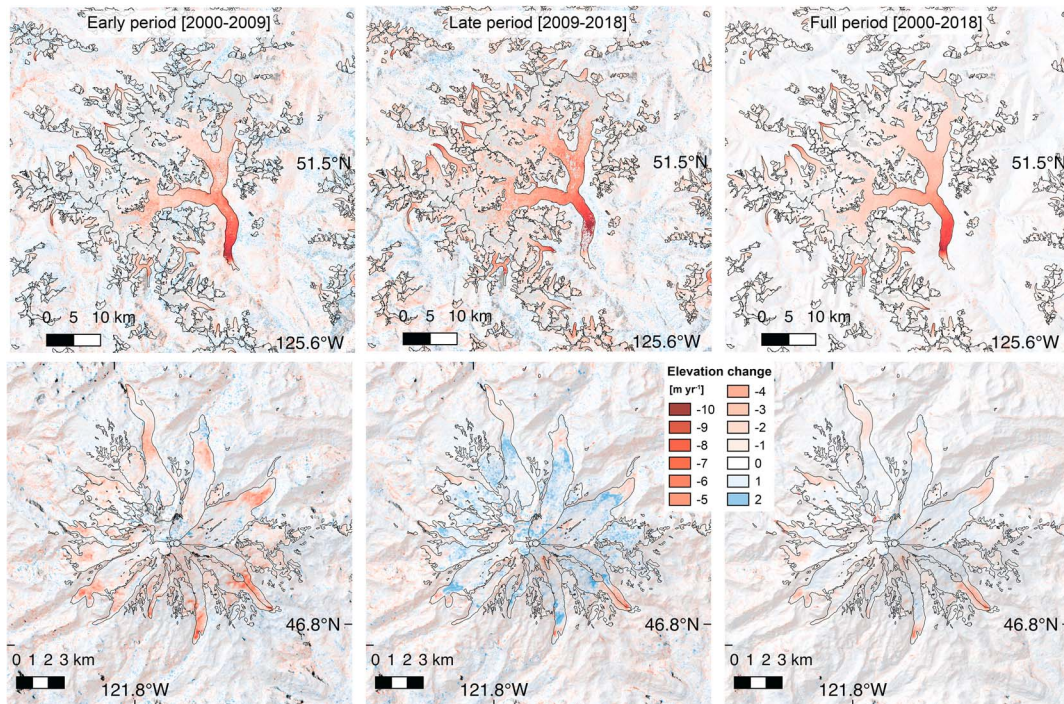 Early period [2000-2009]
Late period [2009-2018]
Full period [2000-2018]
51.5°N
51.5°N
51.5°N
0 5 10 km
125.6°W
0 5 10 km
125.6°W
0 5 10 km
125.6°W
Elevation change
[m yr⁻¹]
-10
-9
-8
-7
-6
-5
-4
-3
-2
-1
0
1
2
46.8°N
46.8°N
46.8°N
0 1 2 3 km
121.8°W
0 1 2 3 km
121.8°W
0 1 2 3 km
121.8°W